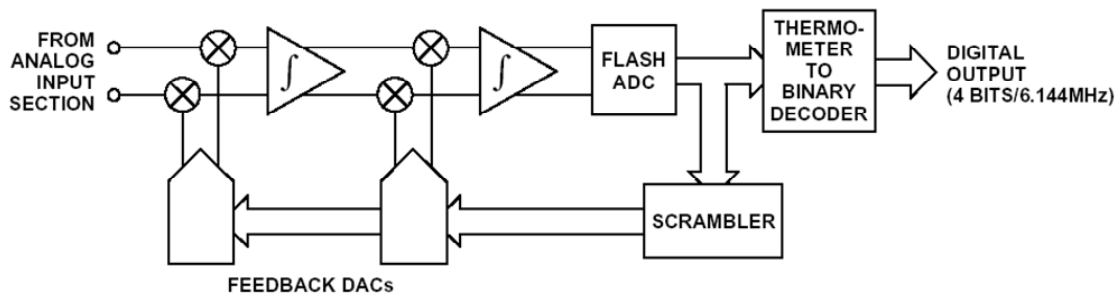 FROM
ANALOG
INPUT
SECTION
∫
∫
FLASH
ADC
THERMO-
METER
TO
BINARY
DECODER
DIGITAL
OUTPUT
(4 BITS/6.144MHz)
SCRAMBLER
FEEDBACK DACs